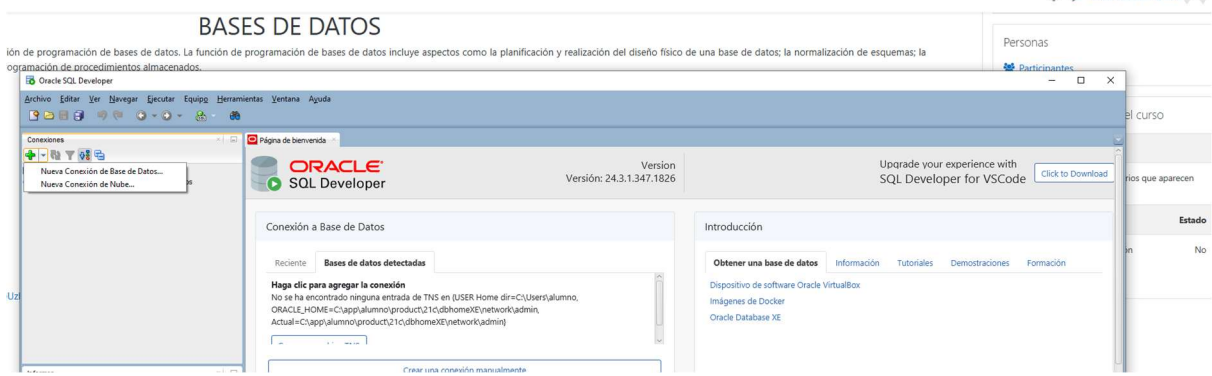 BASES DE DATOS
ión de programación de bases de datos. La función de programación de bases de datos incluye aspectos como la planificación y realización del diseño físico de una base de datos; la normalización de esquemas; la
ogramación de procedimientos almacenados.
Personas
Participantes
Oracle SQL Developer
Archivo Editar Ver Navegar Ejecutar Equipo Herramientas Ventana Ayuda
el curso
Conexiones
Página de bienvenida
Nueva Conexión de Base de Datos...
Nueva Conexión de Nube...
os
ORACLE
SQL Developer
Version
Versión: 24.3.1.347.1826
Upgrade your experience with
SQL Developer for VSCode
Click to Download
rios que aparecen
Conexión a Base de Datos
Introducción
Estado
Reciente Bases de datos detectadas
Obtener una base de datos Información Tutoriales Demostraciones Formación
ón No
Haga clic para agregar la conexión
No se ha encontrado ninguna entrada de TNS en (USER Home dir=C:\Users\alumno,
ORACLE_HOME=C:\app\alumno\product\21c\dbhomeXE\network\admin,
Actual=C:\app\alumno\product\21c\dbhomeXE\network\admin)
Dispositivo de software Oracle VirtualBox
Imágenes de Docker
Oracle Database XE
Crear una conexión manualmente